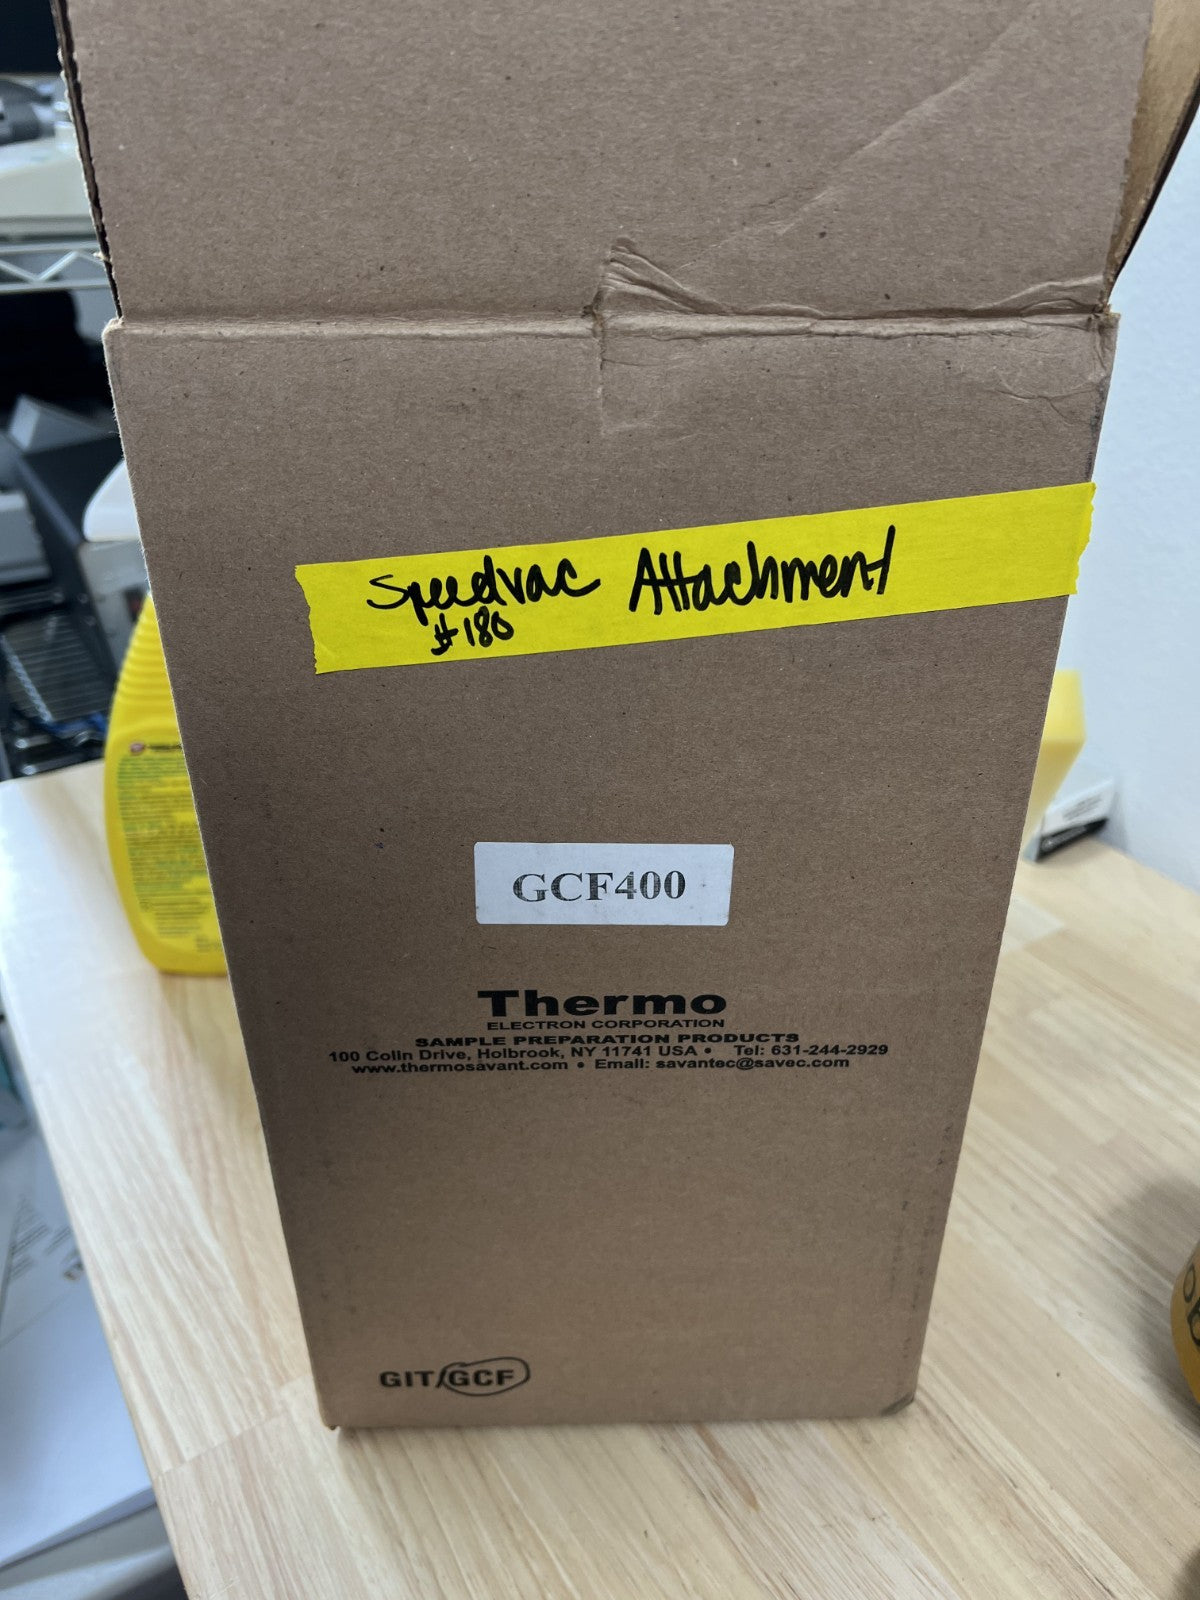 Speedvac Attachment
#180
GCF400
Thermo
ELECTRON CORPORATION
SAMPLE PREPARATION PRODUCTS
100 Colin Drive, Holbrook, NY 11741 USA • Tel: 631-244-2929
www.thermosavant.com • Email: savantec@savec.com
GIT/GCF